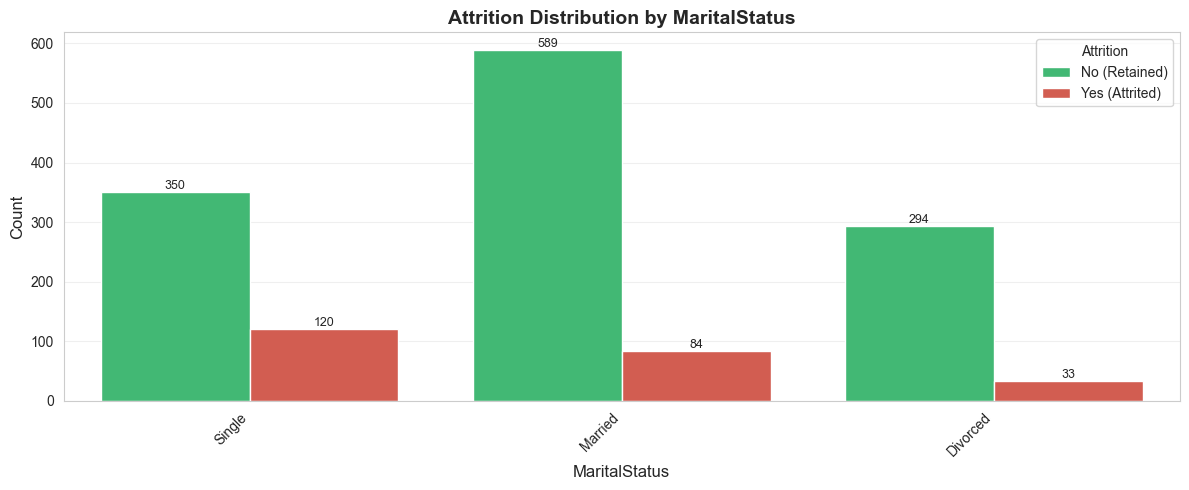 Attrition Distribution by MaritalStatus
Attrition
No (Retained)
Yes (Attrited)
Count
600
500
400
300
200
100
0
350
120
589
84
294
33
Single
Married
Divorced
MaritalStatus